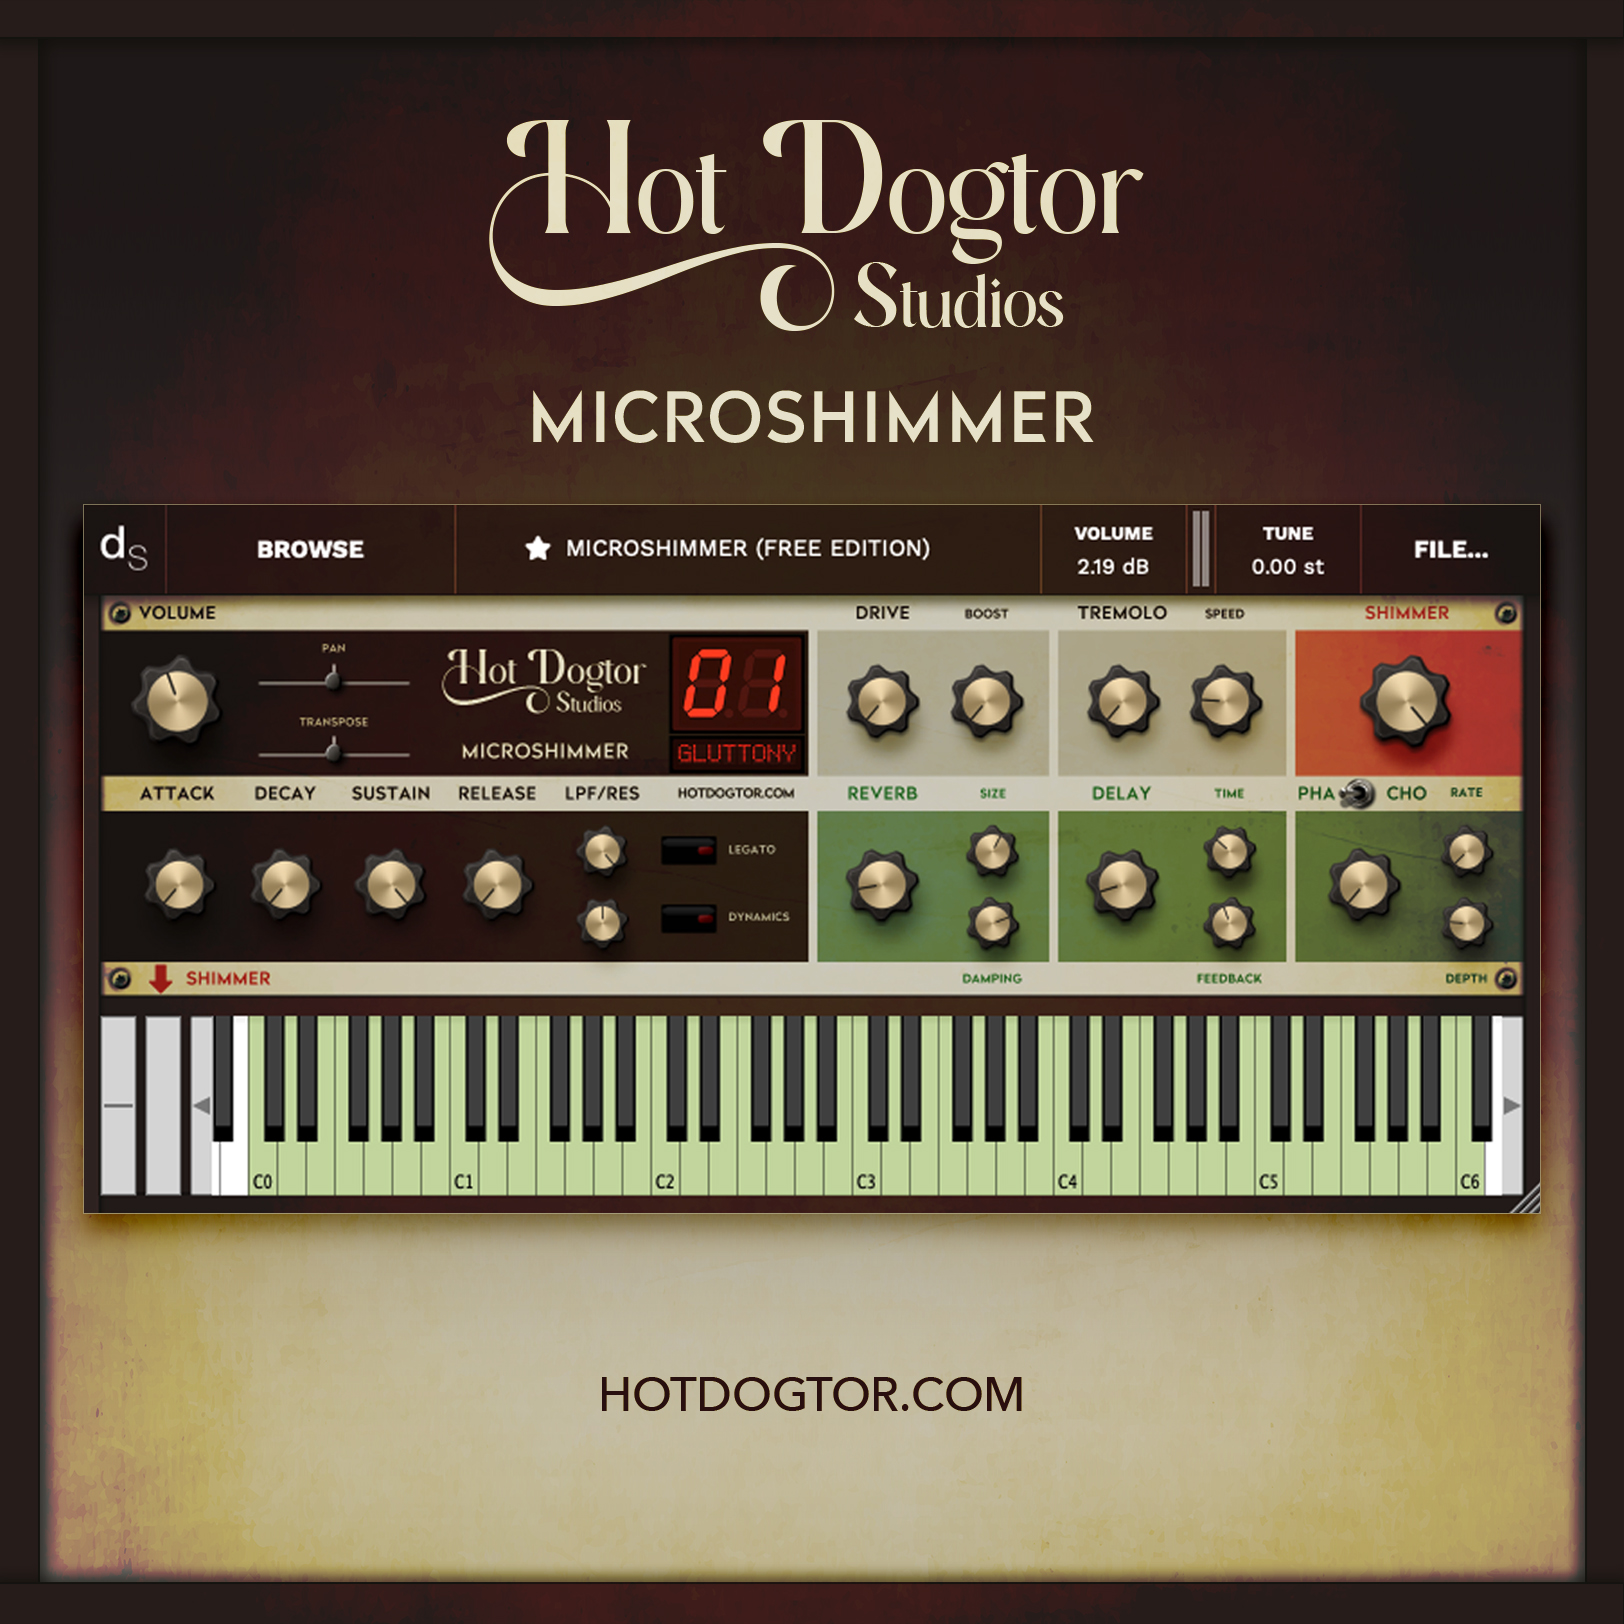 Hot Dogtor
Studios
MICROSHIMMER
ds
BROWSE
MICROSHIMMER (FREE EDITION)
VOLUME
2.19 dB
TUNE
0.00 st
FILE...
VOLUME
DRIVE BOOST
TREMOLO SPEED
SHIMMER
PAN
TRANSPOSE
Hot Dogtor
Studios
MICROSHIMMER
01
GLUTTONY
ATTACK DECAY SUSTAIN RELEASE LPF/RES HOTDOGTOR.COM
REVERB SIZE
DELAY TIME
PHA CHO RATE
LEGATO
DYNAMICS
SHIMMER
DAMPING
FEEDBACK
DEPTH
C0 C1 C2 C3 C4 C5 C6
HOTDOGTOR.COM